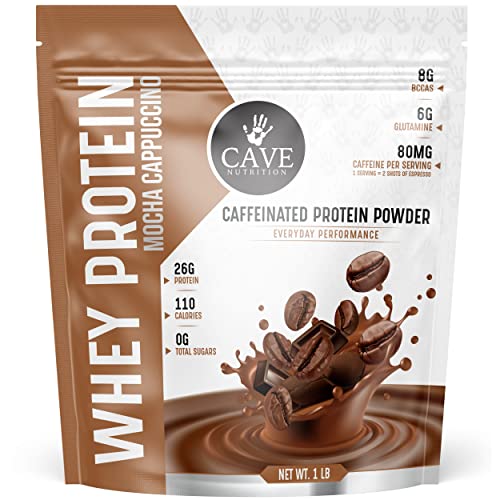 WHEY PROTEIN
MOCHA CAPPUCCINO
8G
BCCAS
6G
GLUTAMINE
80MG
CAFFEINE PER SERVING
1 SERVING = 2 SHOTS OF ESPRESSO
CAVE
NUTRITION
CAFFEINATED PROTEIN POWDER
EVERYDAY PERFORMANCE
26G
PROTEIN
110
CALORIES
0G
TOTAL SUGARS
NET WT. 1 LB